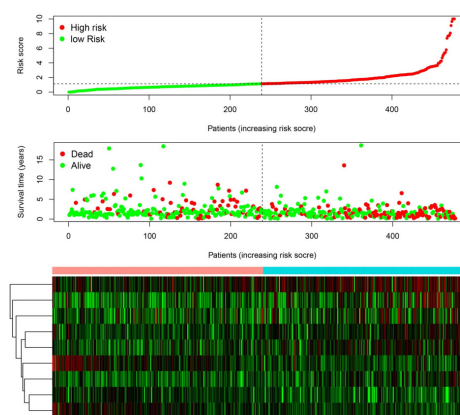 High risk
low Risk
Risk score
10
8
6
4
2
0
0
100
200
300
400
Patients (increasing risk socre)
Dead
Alive
Survival time (years)
15
10
5
0
0
100
200
300
400
Patients (increasing risk socre)